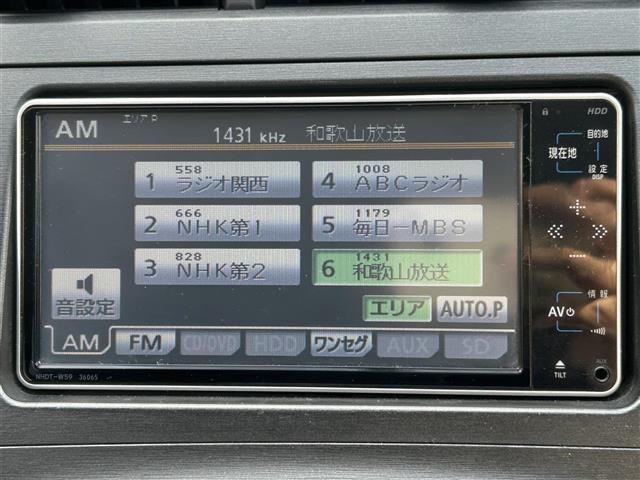 HDD
AM エリア P 1431 kHz 和歌山放送
目的地
現在地
設定
DISP
558
1 ラジオ関西
1008
4 ABCラジオ
666
2 NHK第1
1179
5 毎日-MBS
828
3 NHK第2
1431
6 和歌山放送
音設定
エリア AUTO.P
情報
AV
AM FM CD/DVD HDD ワンセグ AUX SD
TILT
AUX
NHDT-W59 36065